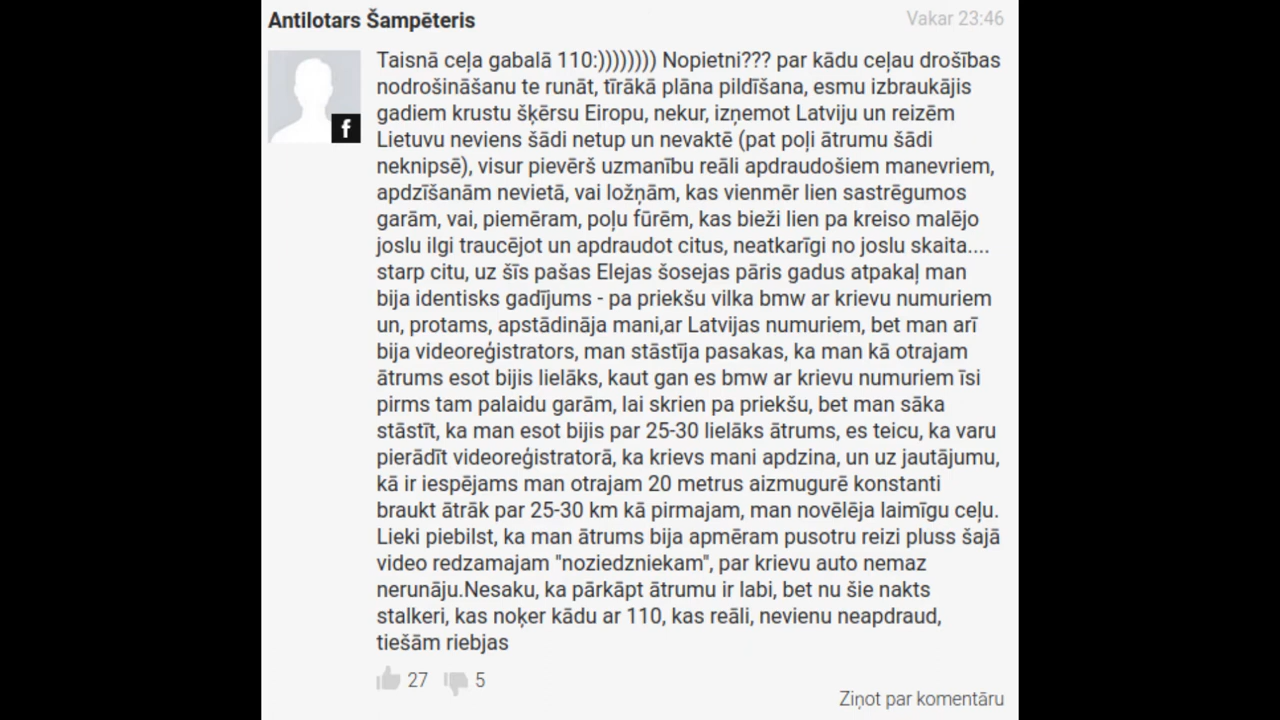 Antilotars Šampēteris
Vakar 23:46
Taisnā ceļa gabalā 110:)))))))) Nopietni??? par kādu ceļau drošības
nodrošināšanu te runāt, tīrākā plāna pildīšana, esmu izbraukājis
gadiem krustu šķērsu Eiropu, nekur, izņemot Latviju un reizēm
Lietuvu neviens šādi netup un nevaktē (pat poļi ātrumu šādi
neknipsē), visur pievērš uzmanību reāli apdraudošiem manevriem,
apdzīšanām nevietā, vai ložņām, kas vienmēr lien sastrēgumos
garām, vai, piemēram, poļu fūrēm, kas bieži lien pa kreiso malējo
joslu ilgi traucējot un apdraudot citus, neatkarīgi no joslu skaita....
starp citu, uz šīs pašas Elejas šosejas pāris gadus atpakaļ man
bija identisks gadījums - pa priekšu vilka bmw ar krievu numuriem
un, protams, apstādināja mani,ar Latvijas numuriem, bet man arī
bija videoreģistrators, man stāstīja pasakas, ka man kā otrajam
ātrums esot bijis lielāks, kaut gan es bmw ar krievu numuriem īsi
pirms tam palaidu garām, lai skrien pa priekšu, bet man sāka
stāstīt, ka man esot bijis par 25-30 lielāks ātrums, es teicu, ka varu
pierādīt videoreģistratorā, ka krievs mani apdzina, un uz jautājumu,
kā ir iespējams man otrajam 20 metrus aizmugurē konstanti
braukt ātrāk par 25-30 km kā pirmajam, man novēlēja laimīgu ceļu.
Lieki piebilst, ka man ātrums bija apmēram pusotru reizi pluss šajā
video redzamajam "noziedzniekam", par krievu auto nemaz
nerunāju.Nesaku, ka pārkāpt ātrumu ir labi, bet nu šie nakts
stalkeri, kas noķer kādu ar 110, kas reāli, nevienu neapdraud,
tiešām riebjas
27 5
Ziņot par komentāru